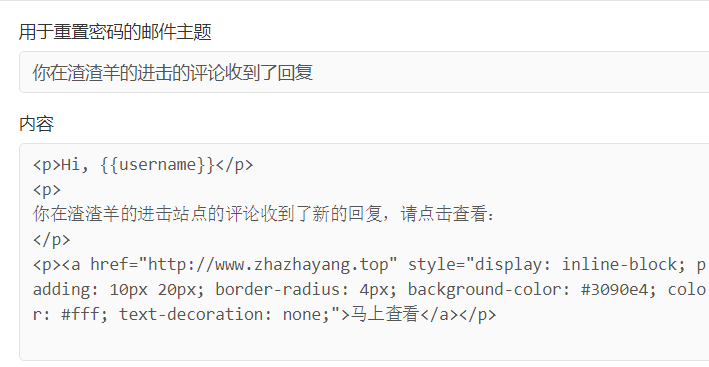 用于重置密码的邮件主题
你在渣渣羊的进击的评论收到了回复
内容
<p>Hi, {{username}}</p>
<p>
你在渣渣羊的进击站点的评论收到了新的回复，请点击查看：
</p>
<p><a href="http://www.zhazhayang.top" style="display: inline-block; p
adding: 10px 20px; border-radius: 4px; background-color: #3090e4; colo
r: #fff; text-decoration: none;">马上查看</a></p>